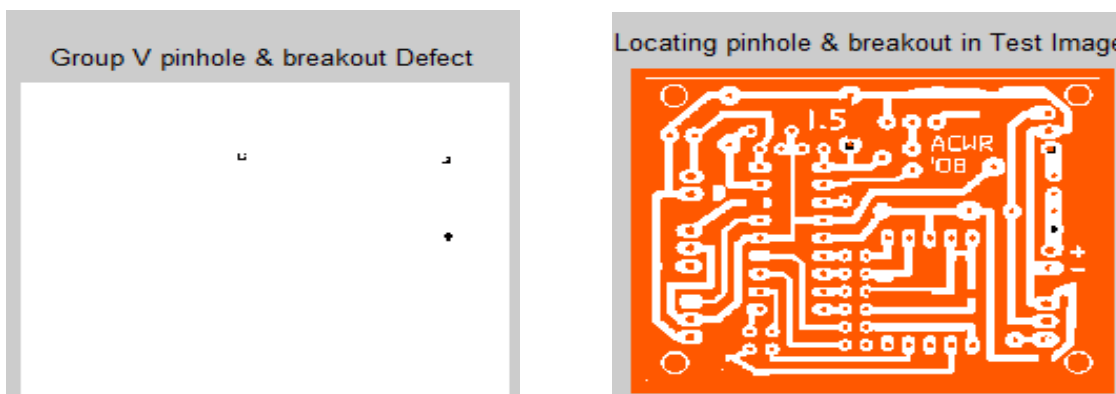 Group V pinhole & breakout Defect
Locating pinhole & breakout in Test Image
1.5
ACWR
'08
+
-